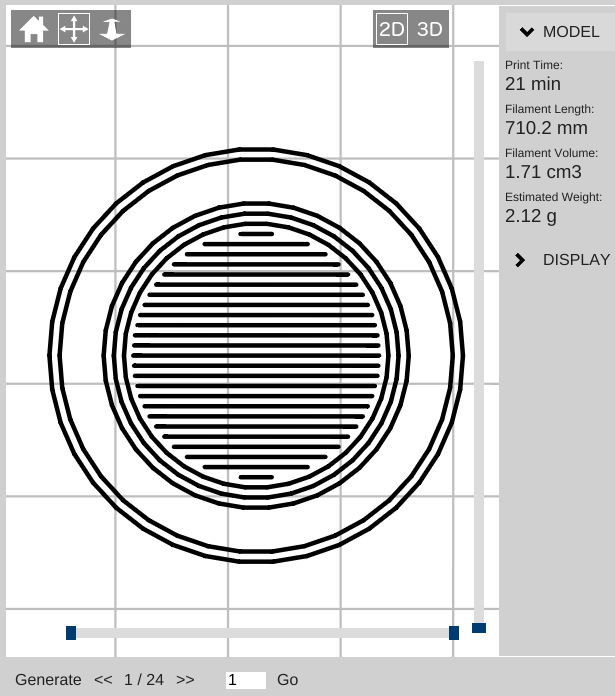 2D 3D
MODEL
Print Time:
21 min
Filament Length:
710.2 mm
Filament Volume:
1.71 cm3
Estimated Weight:
2.12 g
DISPLAY
Generate << 1 / 24 >> 1 Go